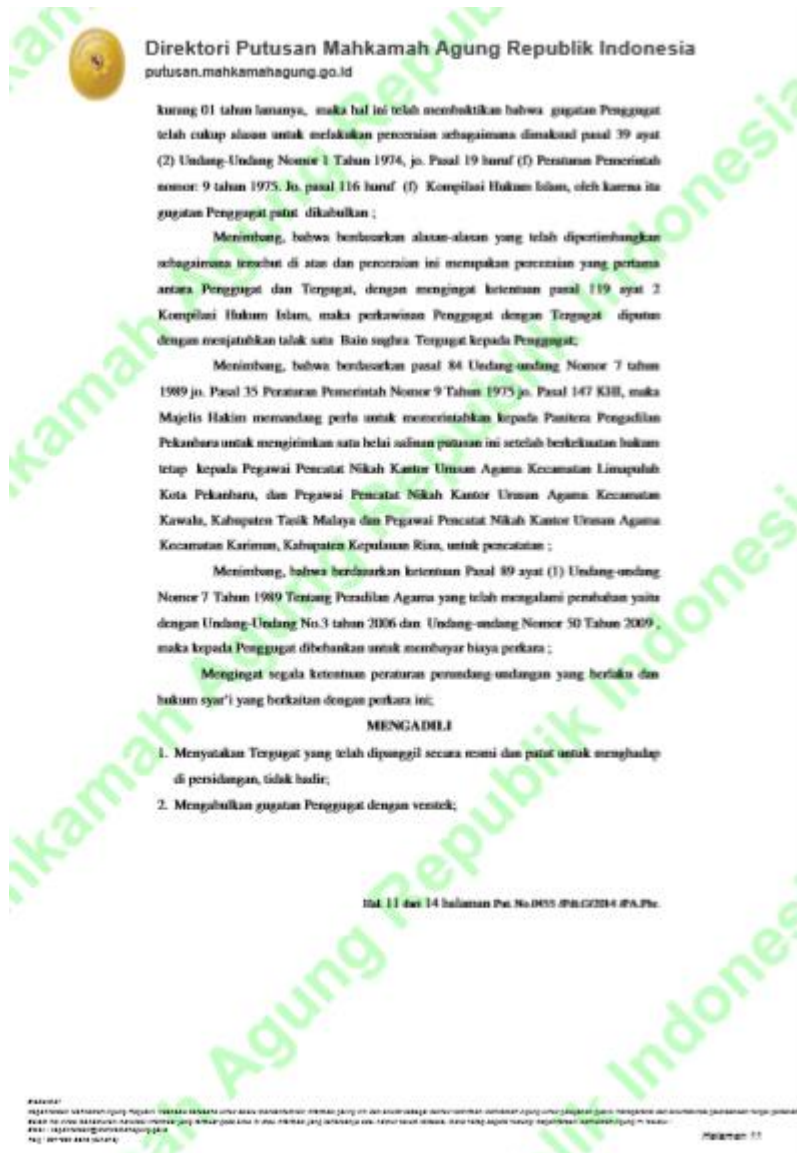 Direktori Putusan Mahkamah Agung Republik Indonesia
putusan.mahkamahagung.go.id
kurang 01 tahun lamanya, maka hal ini telah membuktikan bahwa gugatan Penggugat
telah cukup alasan untuk melakukan perceraian sebagaimana dimaksud pasal 39 ayat
(2) Undang-Undang Nomor 1 Tahun 1974, jo. Pasal 19 huruf (f) Peraturan Pemerintah
nomor: 9 tahun 1975. Jo. pasal 116 huruf (f) Kompilasi Hukum Islam, oleh karena itu
gugatan Penggugat patut dikabulkan ;
Menimbang, bahwa berdasarkan alasan-alasan yang telah dipertimbangkan
sebagaimana tersebut di atas dan perceraian ini merupakan perceraian yang pertama
antara Penggugat dan Tergugat, dengan mengingat ketentuan pasal 119 ayat 2
Kompilasi Hukum Islam, maka perkawinan Penggugat dengan Tergugat diputus
dengan menjatuhkan talak satu Bain sughra Tergugat kepada Penggugat;
Menimbang, bahwa berdasarkan pasal 84 Undang-undang Nomor 7 tahun
1989 jo. Pasal 35 Peraturan Pemerintah Nomor 9 Tahun 1975 jo. Pasal 147 KHI, maka
Majelis Hakim memandang perlu untuk memerintahkan kepada Panitera Pengadilan
Pekanbaru untuk mengirimkan satu helai salinan putusan ini setelah berkekuatan hukum
tetap kepada Pegawai Pencatat Nikah Kantor Urusan Agama Kecamatan Limapuluh
Kota Pekanbaru, dan Pegawai Pencatat Nikah Kantor Urusan Agama Kecamatan
Kawalu, Kabupaten Tasik Malaya dan Pegawai Pencatat Nikah Kantor Urusan Agama
Kecamatan Karimun, Kabupaten Kepulauan Riau, untuk pencatatan ;
Menimbang, bahwa berdasarkan ketentuan Pasal 89 ayat (1) Undang-undang
Nomor 7 Tahun 1989 Tentang Peradilan Agama yang telah mengalami perubahan yaitu
dengan Undang-Undang No.3 tahun 2006 dan Undang-undang Nomor 50 Tahun 2009 ,
maka kepada Penggugat dibebankan untuk membayar biaya perkara ;
Mengingat segala ketentuan peraturan perundang-undangan yang berlaku dan
hukum syar'i yang berkaitan dengan perkara ini;
MENGADILI
1. Menyatakan Tergugat yang telah dipanggil secara resmi dan patut untuk menghadap
di persidangan, tidak hadir;
2. Mengabulkan gugatan Penggugat dengan verstek;
Hal. 11 dari 14 halaman Put. No.0455 /Pdt.G/2014 /PA.Pbr.
Halaman 11